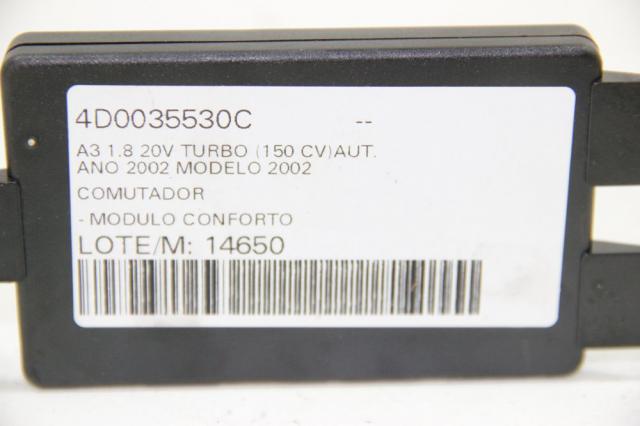 4D0035530C --
A3 1.8 20V TURBO (150 CV)AUT.
ANO 2002 MODELO 2002
COMUTADOR
- MODULO CONFORTO
LOTE/M: 14650